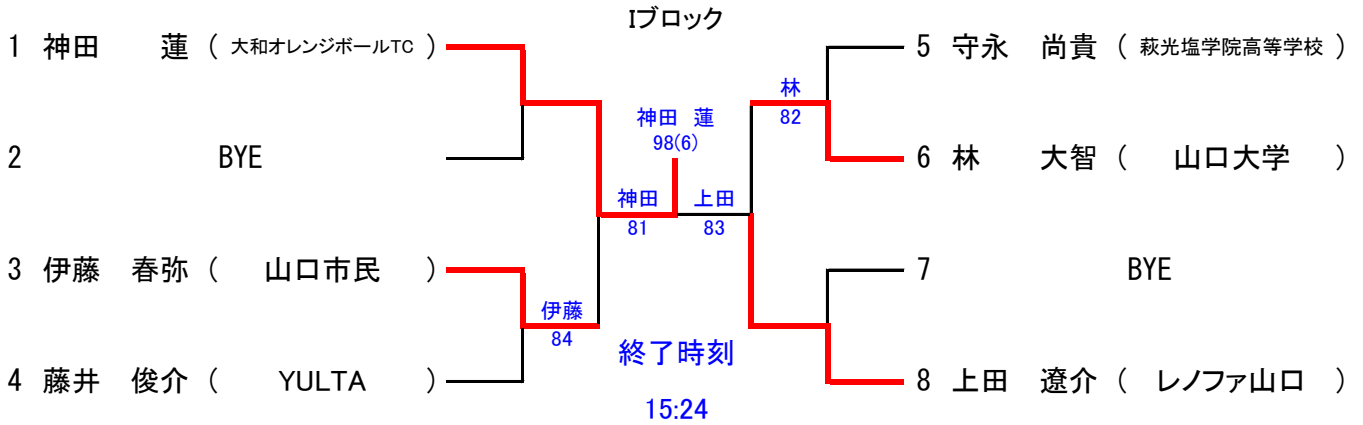 Iブロック
1 神田 蓮 ( 大和オレンジボールTC )
5 守永 尚貴 ( 萩光塩学院高等学校 )
林
82
神田 蓮
98(6)
2 BYE
6 林 大智 ( 山口大学 )
神田
81
上田
83
3 伊藤 春弥 ( 山口市民 )
7 BYE
伊藤
84
終了時刻
4 藤井 俊介 ( YULTA )
8 上田 遼介 ( レノファ山口 )
15:24